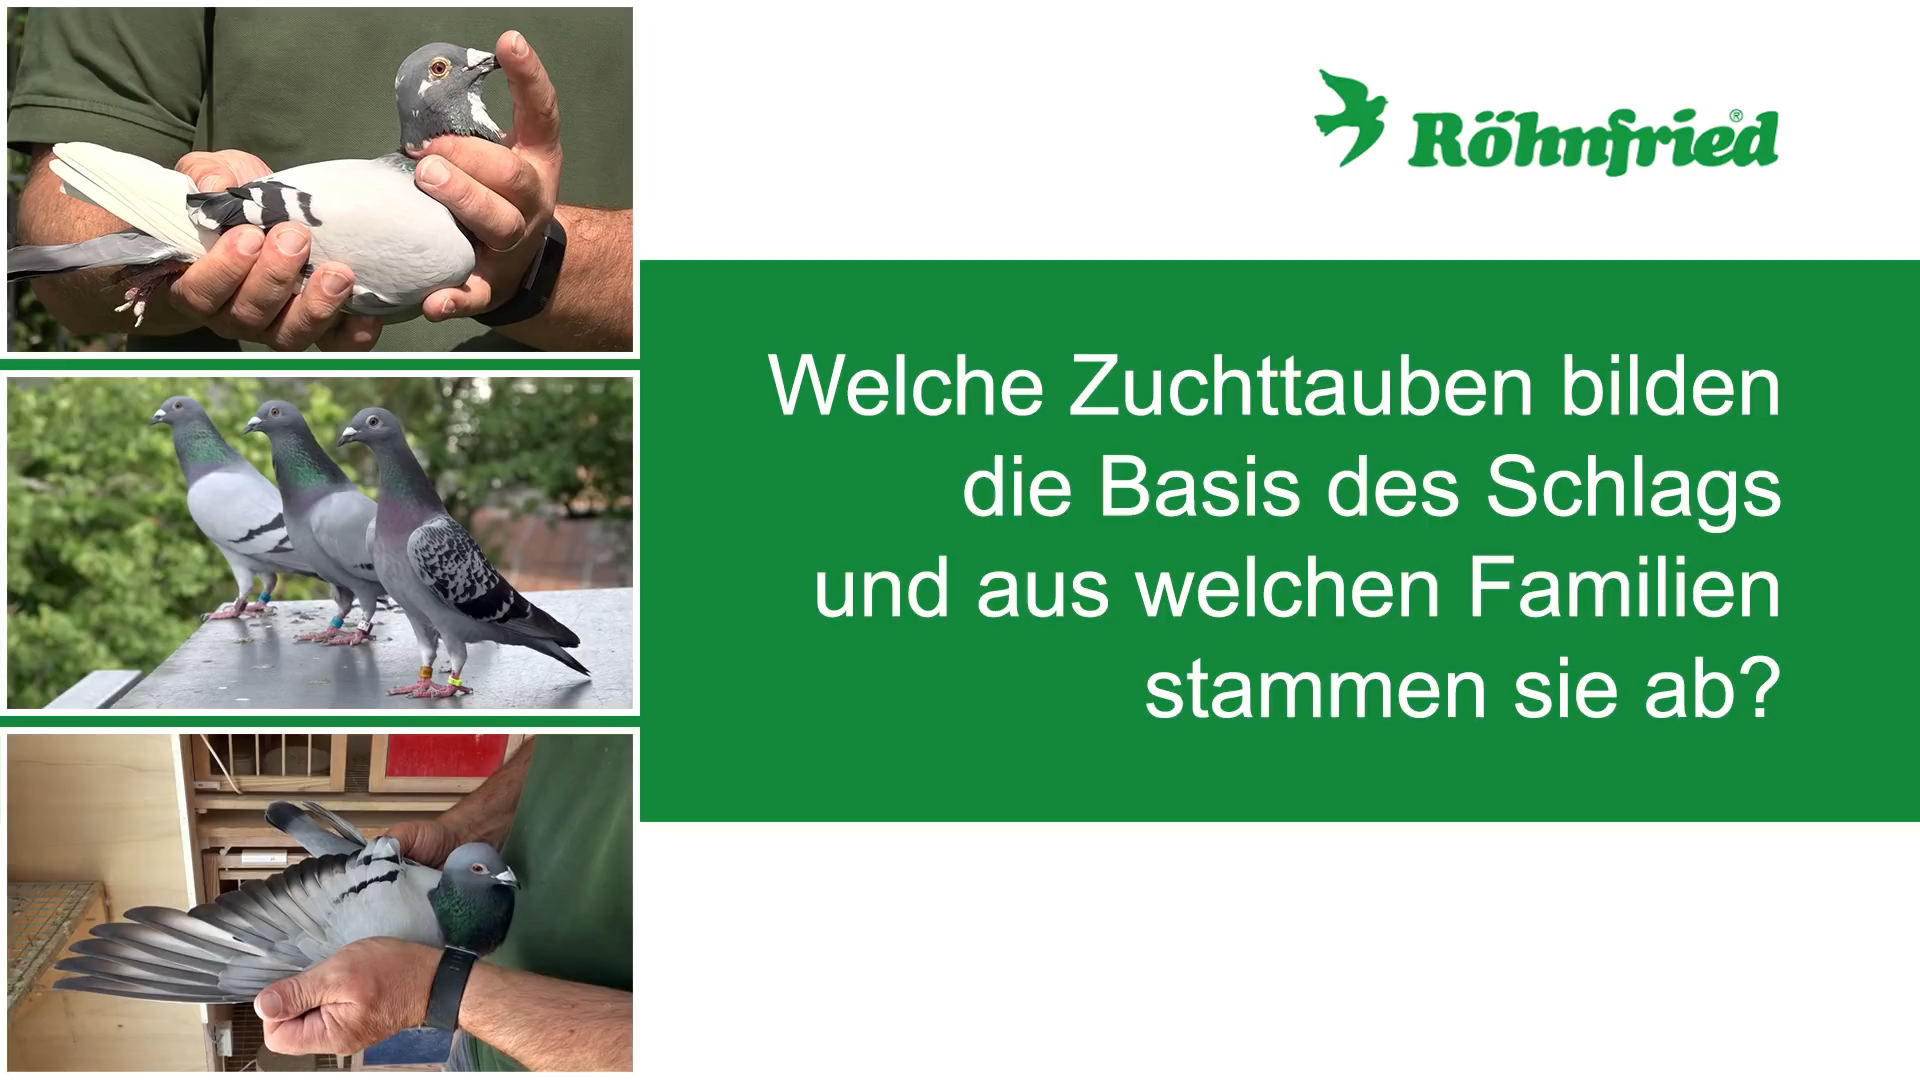 Röhnfried®
Welche Zuchttauben bilden
die Basis des Schlags
und aus welchen Familien
stammen sie ab?